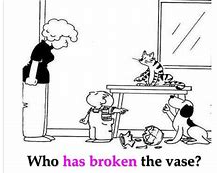 Who has broken the vase?